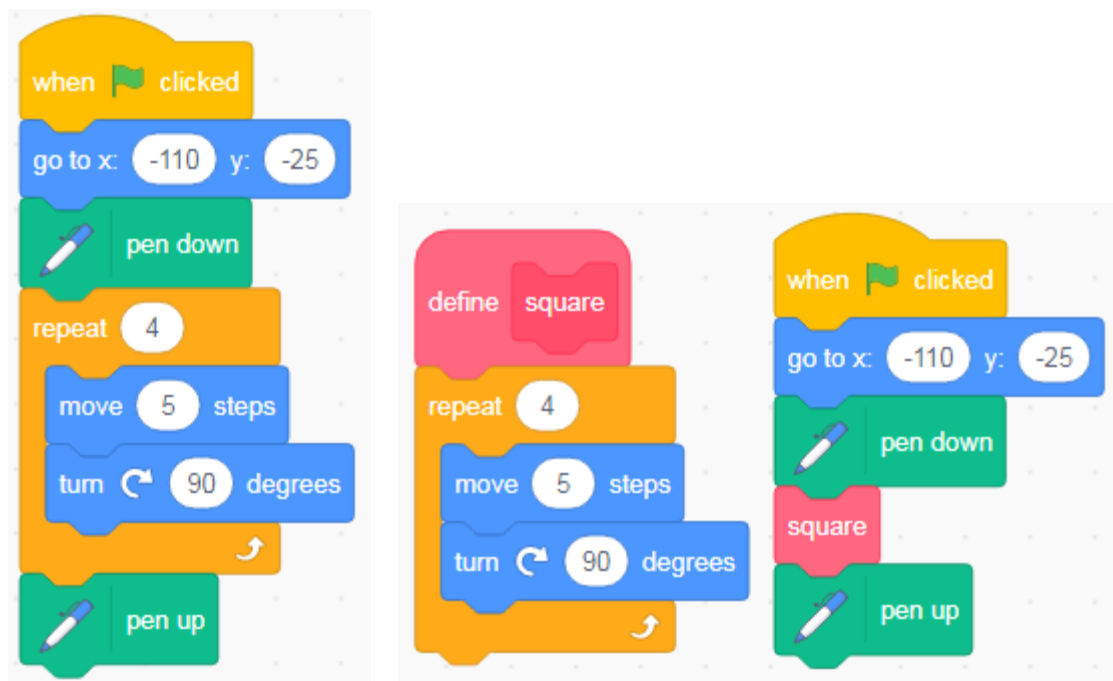 when clicked
go to x: -110 y: -25
pen down
repeat 4
move 5 steps
turn 90 degrees
pen up
define square
repeat 4
move 5 steps
turn 90 degrees
when clicked
go to x: -110 y: -25
pen down
square
pen up